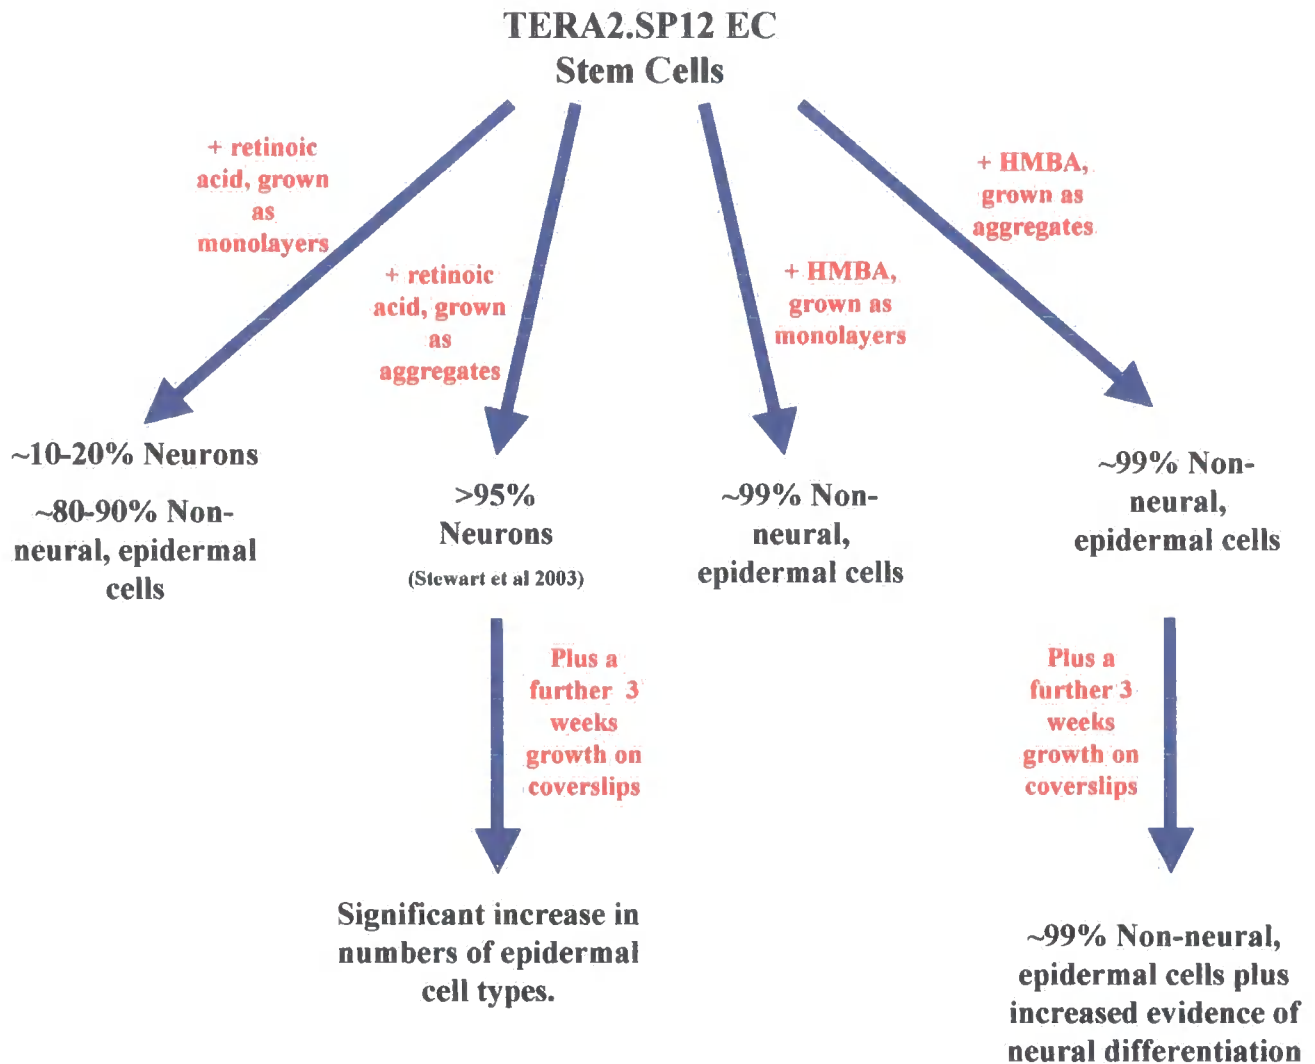 TERA2.SP12 EC
Stem Cells
+ retinoic
acid, grown
as
monolayers
+ retinoic
acid, grown
as
aggregates
+ HMBA,
grown as
monolayers
+ HMBA,
grown as
aggregates
~10-20% Neurons
~80-90% Non-
neural, epidermal
cells
>95%
Neurons
(Stewart et al 2003)
~99% Non-
neural,
epidermal cells
~99% Non-
neural,
epidermal cells
Plus a
further 3
weeks
growth on
coverslips
Plus a
further 3
weeks
growth on
coverslips
Significant increase in
numbers of epidermal
cell types.
~99% Non-neural,
epidermal cells plus
increased evidence of
neural differentiation